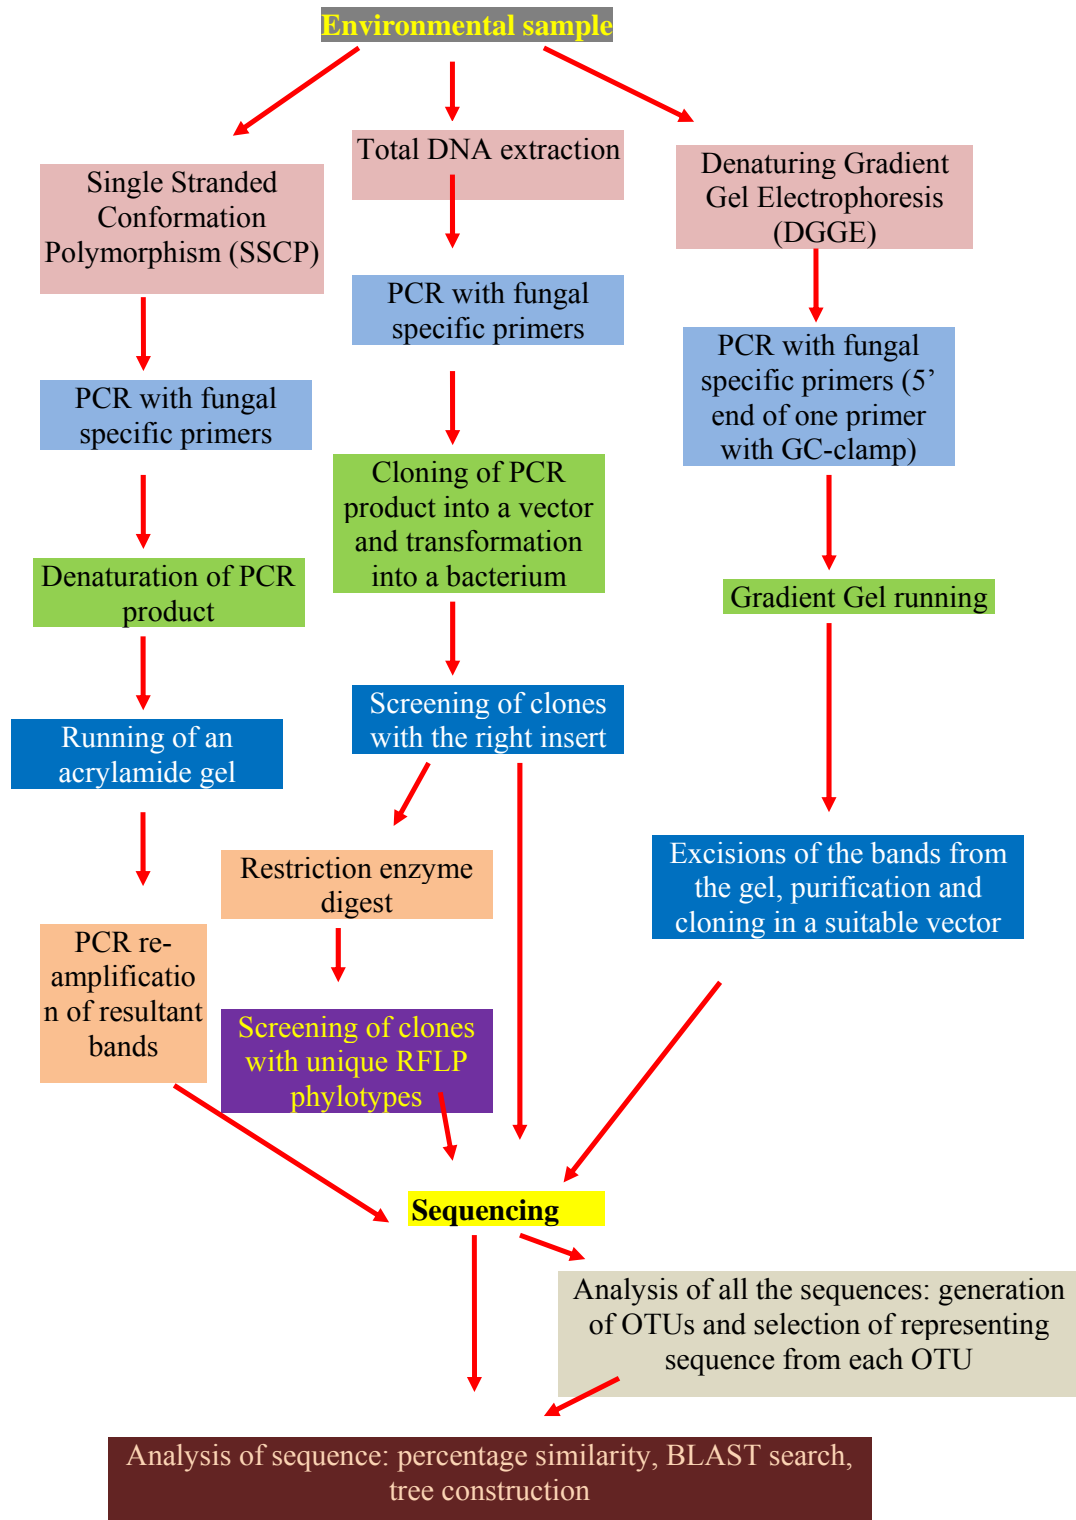 Environmental sample
Total DNA extraction
Single Stranded
Conformation
Polymorphism (SSCP)
Denaturing Gradient
Gel Electrophoresis
(DGGE)
PCR with fungal
specific primers
PCR with fungal
specific primers (5’
end of one primer
with GC-clamp)
PCR with fungal
specific primers
Cloning of PCR
product into a vector
and transformation
into a bacterium
Denaturation of PCR
product
Gradient Gel running
Screening of clones
with the right insert
Running of an
acrylamide gel
Restriction enzyme
digest
Excisions of the bands from
the gel, purification and
cloning in a suitable vector
PCR re-
amplificatio
n of resultant
bands
Screening of clones
with unique RFLP
phylotypes
Sequencing
Analysis of all the sequences: generation
of OTUs and selection of representing
sequence from each OTU
Analysis of sequence: percentage similarity, BLAST search,
tree construction